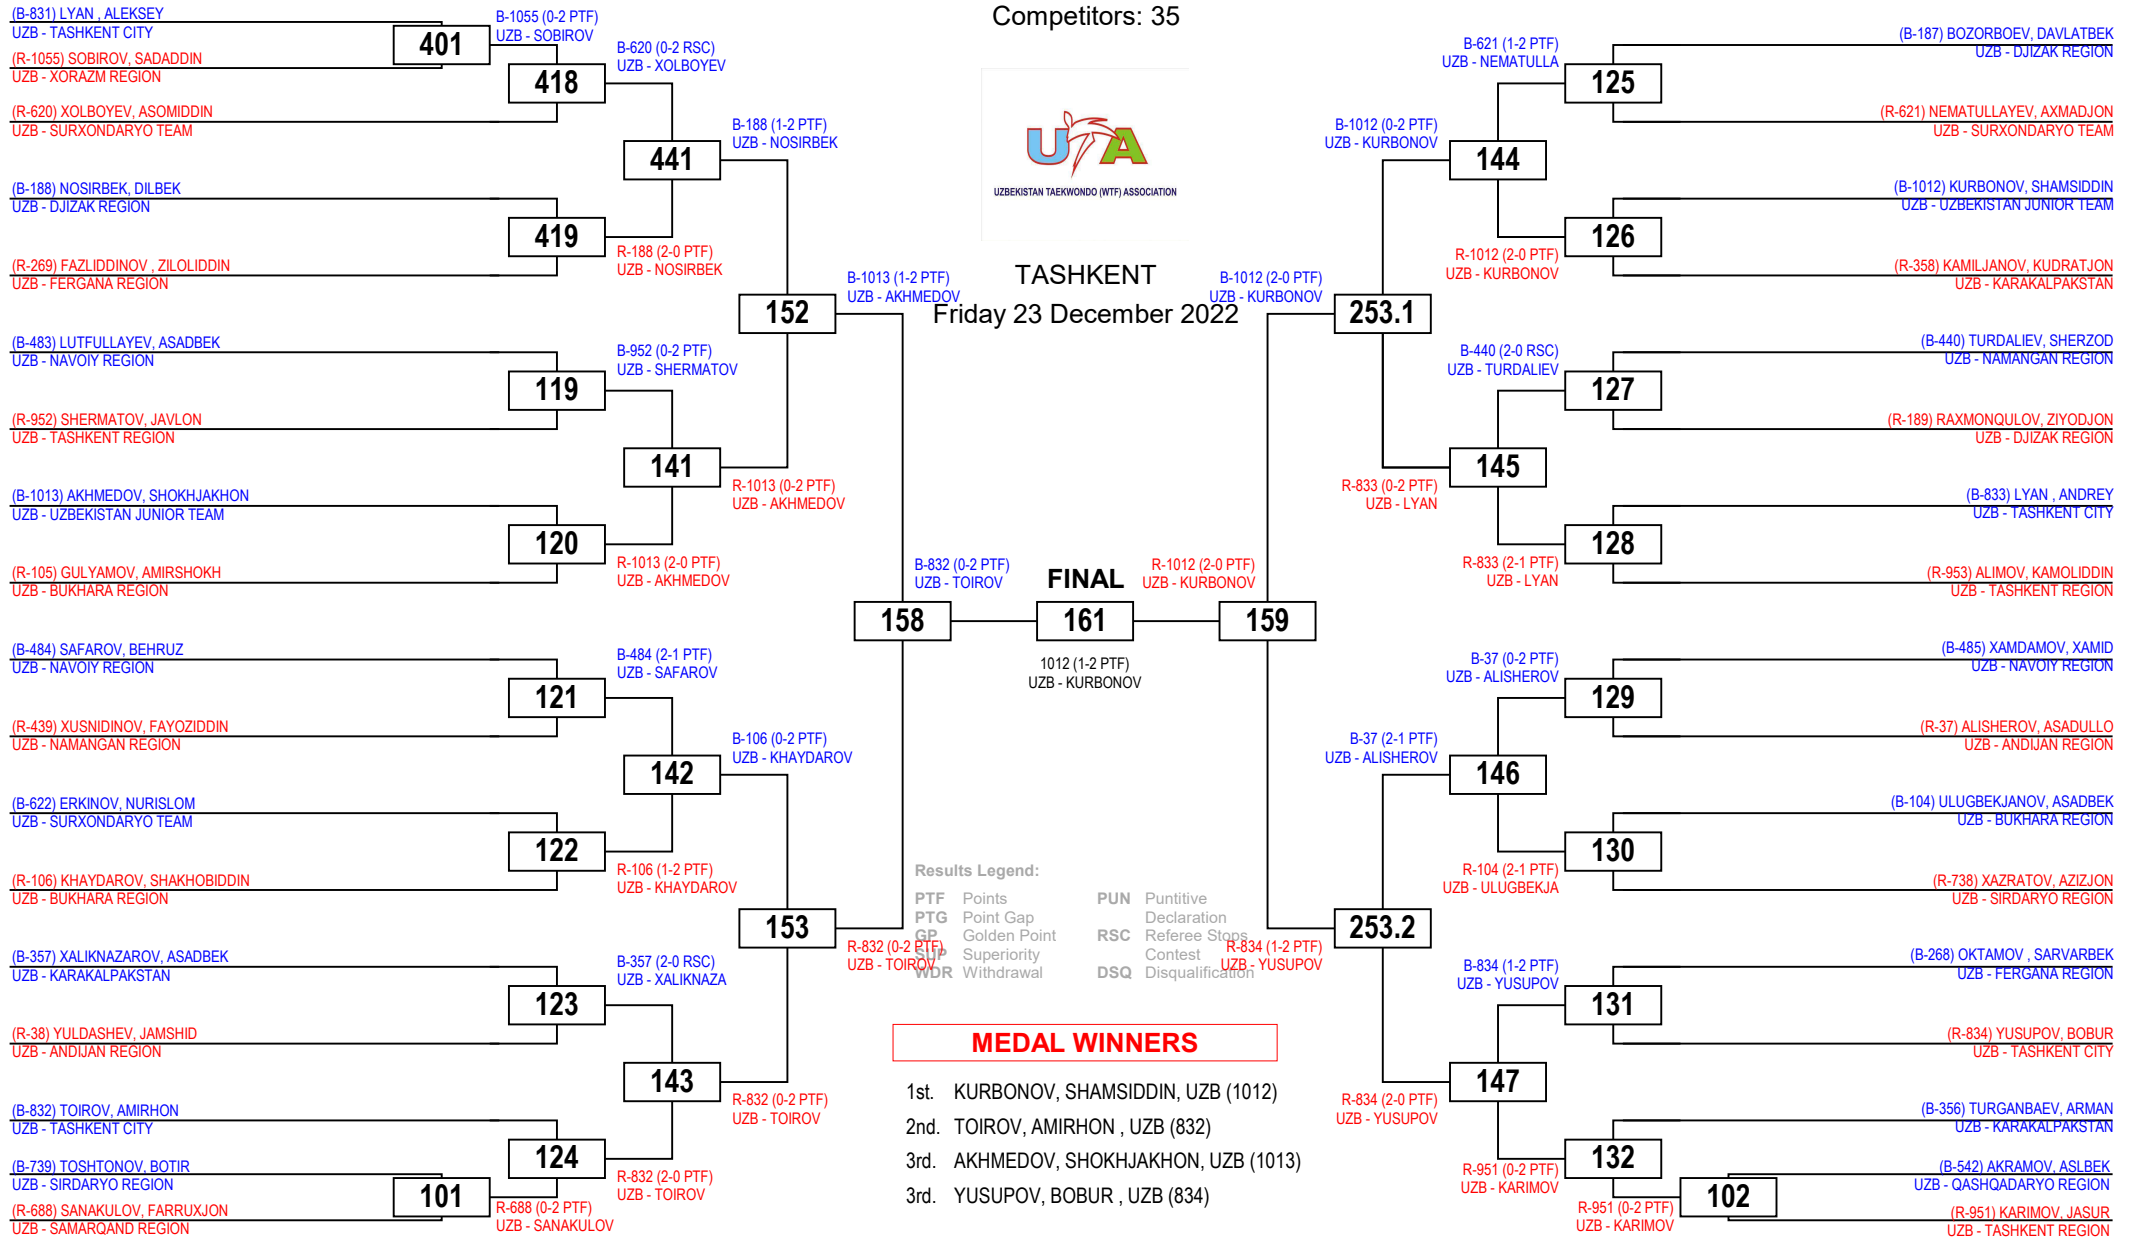 Competitors: 35
UTA
UZBEKISTAN TAEKWONDO (WTF) ASSOCIATION
TASHKENT
Friday 23 December 2022
(B-831) LYAN , ALEKSEY
UZB - TASHKENT CITY
(R-1055) SOBIROV, SADADDIN
UZB - XORAZM REGION
401
B-1055 (0-2 PTF)
UZB - SOBIROV
(R-620) XOLBOYEV, ASOMIDDIN
UZB - SURXONDARYO TEAM
418
B-620 (0-2 RSC)
UZB - XOLBOYEV
(B-188) NOSIRBEK, DILBEK
UZB - DJIZAK REGION
(R-269) FAZLIDDINOV , ZILOLIDDIN
UZB - FERGANA REGION
419
R-188 (2-0 PTF)
UZB - NOSIRBEK
441
B-188 (1-2 PTF)
UZB - NOSIRBEK
(B-483) LUTFULLAYEV, ASADBEK
UZB - NAVOIY REGION
(R-952) SHERMATOV, JAVLON
UZB - TASHKENT REGION
119
B-952 (0-2 PTF)
UZB - SHERMATOV
(B-1013) AKHMEDOV, SHOKHJAKHON
UZB - UZBEKISTAN JUNIOR TEAM
(R-105) GULYAMOV, AMIRSHOKH
UZB - BUKHARA REGION
120
R-1013 (2-0 PTF)
UZB - AKHMEDOV
141
R-1013 (0-2 PTF)
UZB - AKHMEDOV
152
B-1013 (1-2 PTF)
UZB - AKHMEDOV
(B-484) SAFAROV, BEHRUZ
UZB - NAVOIY REGION
(R-439) XUSNIDINOV, FAYOZIDDIN
UZB - NAMANGAN REGION
121
B-484 (2-1 PTF)
UZB - SAFAROV
(B-622) ERKINOV, NURISLOM
UZB - SURXONDARYO TEAM
(R-106) KHAYDAROV, SHAKHOBIDDIN
UZB - BUKHARA REGION
122
R-106 (1-2 PTF)
UZB - KHAYDAROV
142
B-106 (0-2 PTF)
UZB - KHAYDAROV
(B-357) XALIKNAZAROV, ASADBEK
UZB - KARAKALPAKSTAN
(R-38) YULDASHEV, JAMSHID
UZB - ANDIJAN REGION
123
B-357 (2-0 RSC)
UZB - XALIKNAZA
(B-832) TOIROV, AMIRHON
UZB - TASHKENT CITY
(B-739) TOSHTONOV, BOTIR
UZB - SIRDARYO REGION
(R-688) SANAKULOV, FARRUXJON
UZB - SAMARQAND REGION
101
R-688 (0-2 PTF)
UZB - SANAKULOV
124
R-832 (2-0 PTF)
UZB - TOIROV
143
R-832 (0-2 PTF)
UZB - TOIROV
153
R-832 (0-2 PTF)
UZB - TOIROV
158
B-832 (0-2 PTF)
UZB - TOIROV
FINAL
161
1012 (1-2 PTF)
UZB - KURBONOV
R-1012 (2-0 PTF)
UZB - KURBONOV
159
B-1012 (2-0 PTF)
UZB - KURBONOV
253.1
B-1012 (0-2 PTF)
UZB - KURBONOV
144
B-621 (1-2 PTF)
UZB - NEMATULLA
125
(B-187) BOZORBOEV, DAVLATBEK
UZB - DJIZAK REGION
(R-621) NEMATULLAYEV, AXMADJON
UZB - SURXONDARYO TEAM
R-1012 (2-0 PTF)
UZB - KURBONOV
126
(B-1012) KURBONOV, SHAMSIDDIN
UZB - UZBEKISTAN JUNIOR TEAM
(R-358) KAMILJANOV, KUDRATJON
UZB - KARAKALPAKSTAN
R-833 (0-2 PTF)
UZB - LYAN
145
B-440 (2-0 RSC)
UZB - TURDALIEV
127
(B-440) TURDALIEV, SHERZOD
UZB - NAMANGAN REGION
(R-189) RAXMONQULOV, ZIYODJON
UZB - DJIZAK REGION
R-833 (2-1 PTF)
UZB - LYAN
128
(B-833) LYAN , ANDREY
UZB - TASHKENT CITY
(R-953) ALIMOV, KAMOLIDDIN
UZB - TASHKENT REGION
R-834 (1-2 PTF)
UZB - YUSUPOV
253.2
B-37 (2-1 PTF)
UZB - ALISHEROV
146
B-37 (0-2 PTF)
UZB - ALISHEROV
129
(B-485) XAMDAMOV, XAMID
UZB - NAVOIY REGION
(R-37) ALISHEROV, ASADULLO
UZB - ANDIJAN REGION
R-104 (2-1 PTF)
UZB - ULUGBEKJA
130
(B-104) ULUGBEKJANOV, ASADBEK
UZB - BUKHARA REGION
(R-738) XAZRATOV, AZIZJON
UZB - SIRDARYO REGION
R-834 (2-0 PTF)
UZB - YUSUPOV
147
B-834 (1-2 PTF)
UZB - YUSUPOV
131
(B-268) OKTAMOV , SARVARBEK
UZB - FERGANA REGION
(R-834) YUSUPOV, BOBUR
UZB - TASHKENT CITY
R-951 (0-2 PTF)
UZB - KARIMOV
132
(B-356) TURGANBAEV, ARMAN
UZB - KARAKALPAKSTAN
R-951 (0-2 PTF)
UZB - KARIMOV
102
(B-542) AKRAMOV, ASLBEK
UZB - QASHQADARYO REGION
(R-951) KARIMOV, JASUR
UZB - TASHKENT REGION
Results Legend:
PTF Points
PTG Point Gap
GP Golden Point
SUP Superiority
WDR Withdrawal
PUN Puntitive
Declaration
RSC Referee Stops
Contest
DSQ Disqualification
MEDAL WINNERS
1st. KURBONOV, SHAMSIDDIN, UZB (1012)
2nd. TOIROV, AMIRHON , UZB (832)
3rd. AKHMEDOV, SHOKHJAKHON, UZB (1013)
3rd. YUSUPOV, BOBUR , UZB (834)